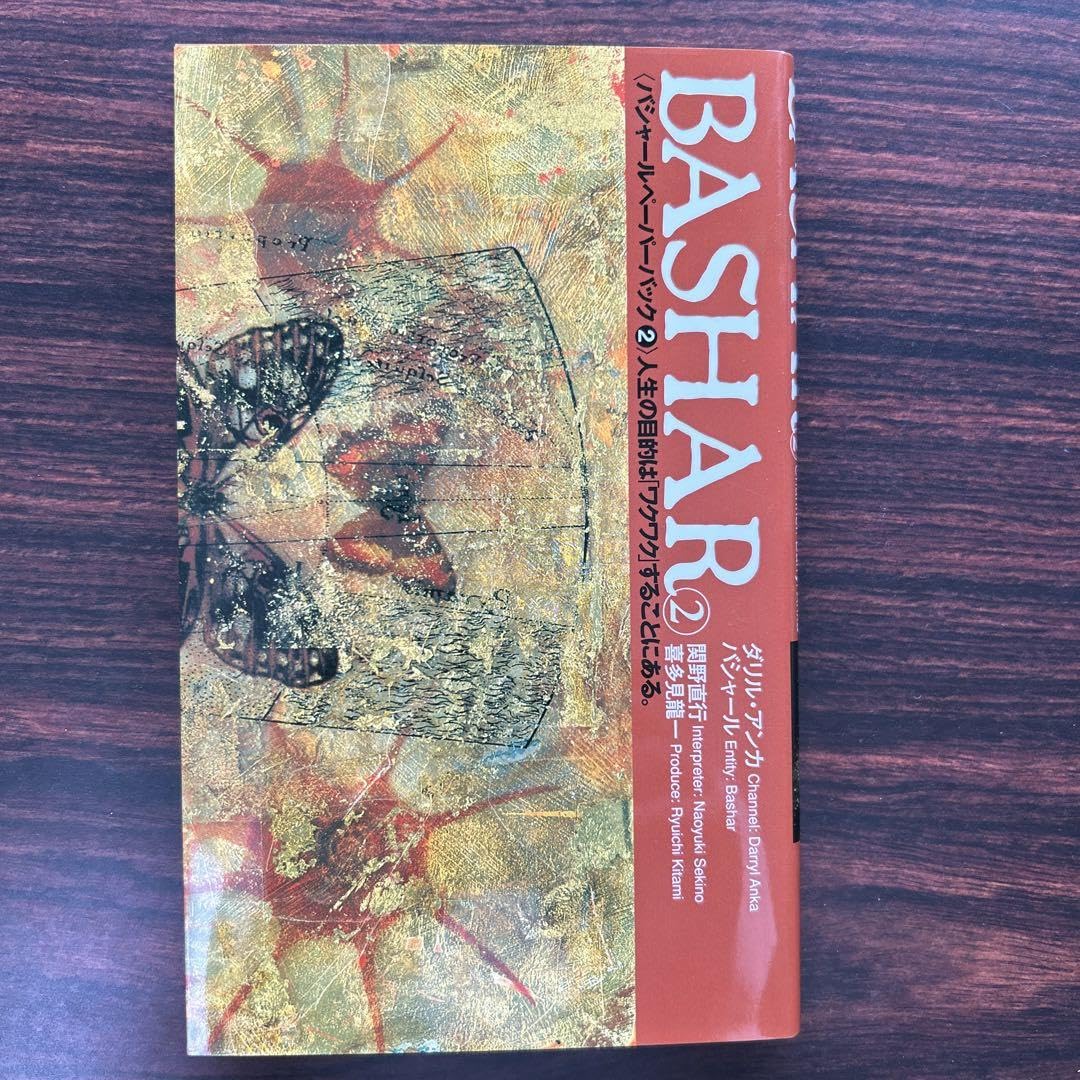 BASHAR②
〈バシャールペーパーバック❷〉人生の目的は「ワクワク」することにある。
ダリル・アンカ Channel: Darryl Anka
バシャール Entity: Bashar
関野直行 Interpreter: Naoyuki Sekino
喜多見龍一 Produce: Ryuichi Kitami